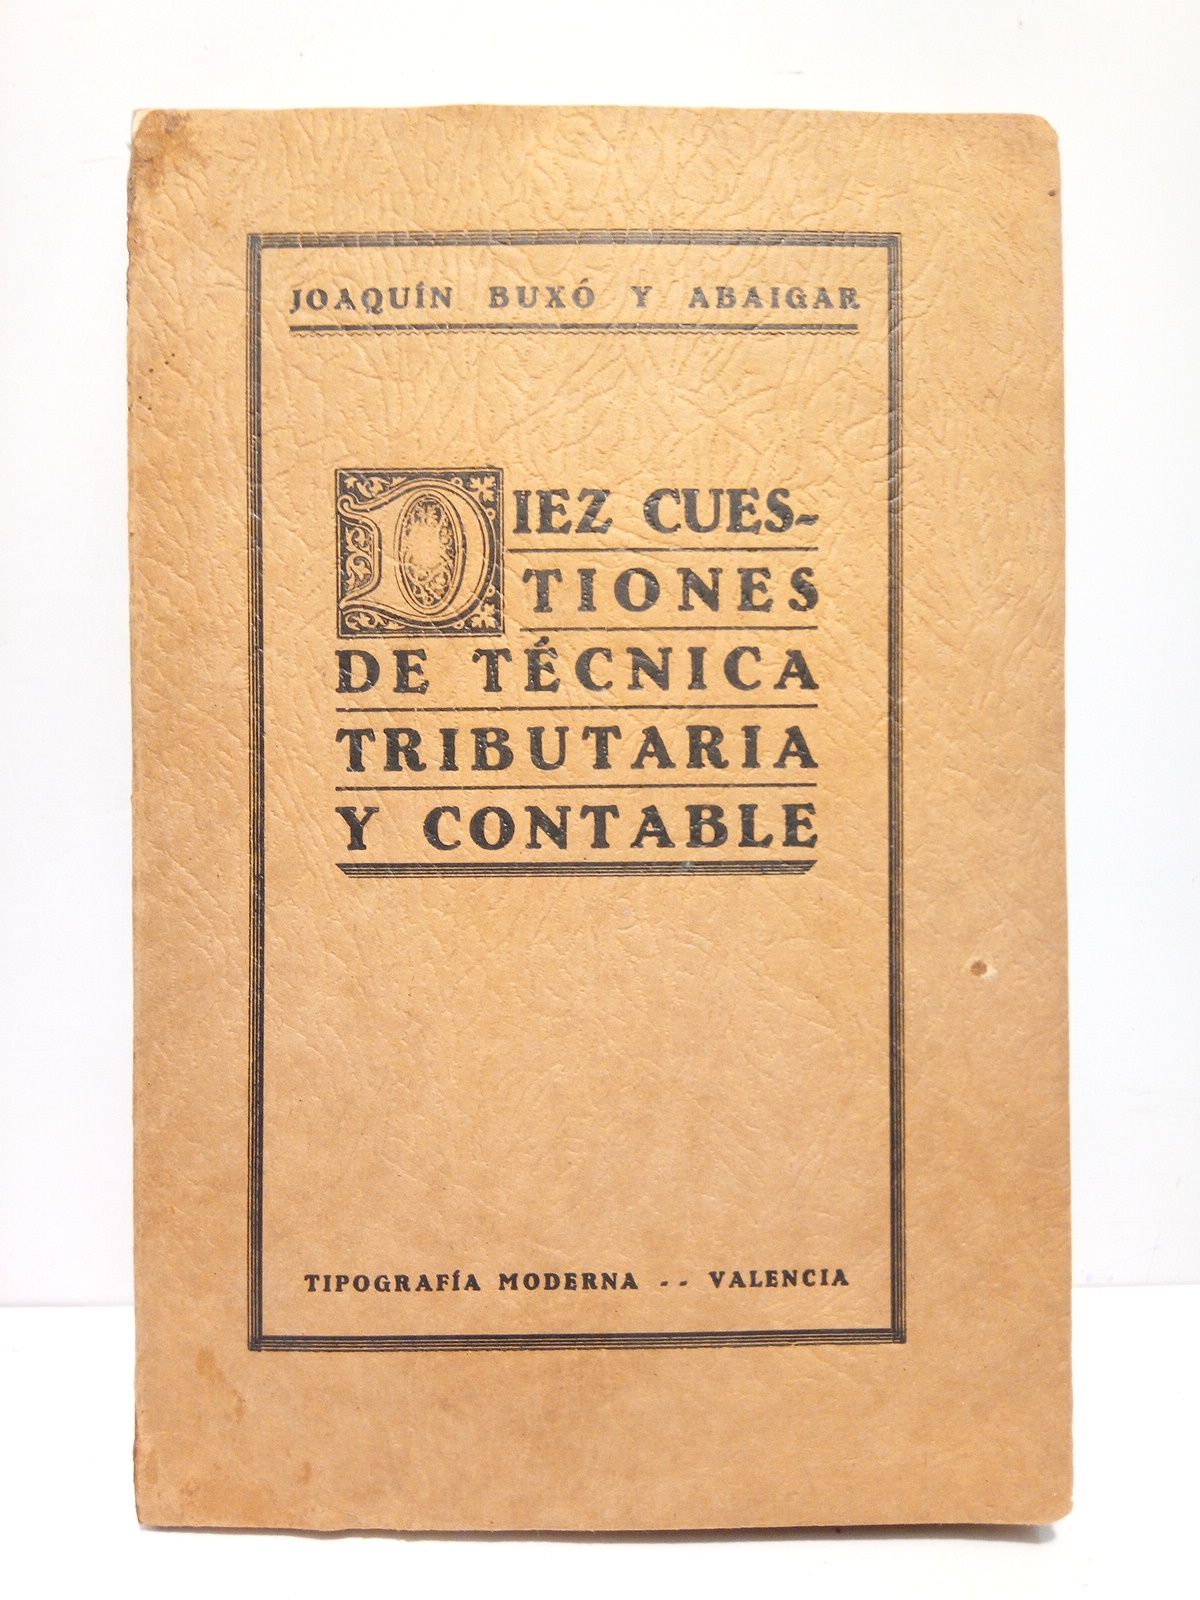 JOAQUÍN BUXÓ Y ABAIGAR
DIEZ CUES-
TIONES
DE TÉCNICA
TRIBUTARIA
Y CONTABLE
TIPOGRAFÍA MODERNA -- VALENCIA